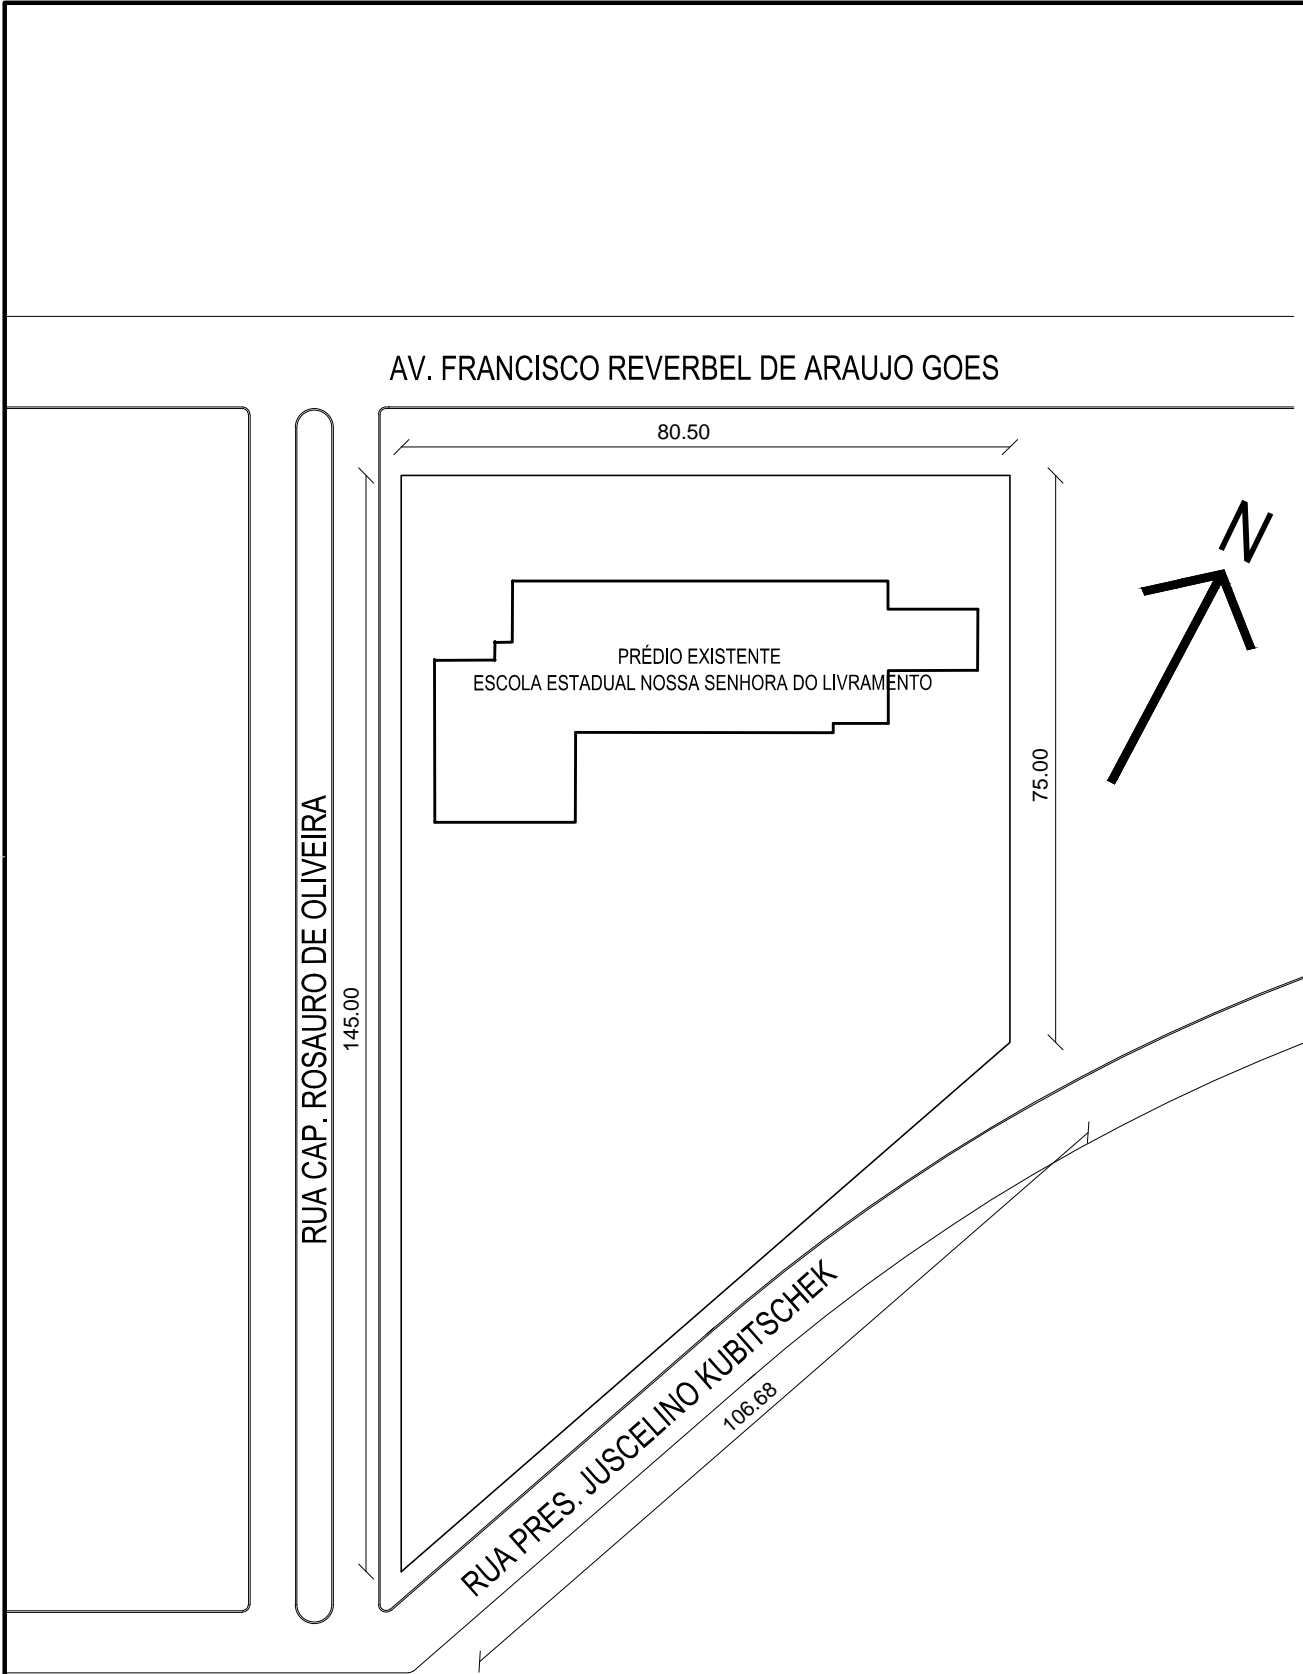 AV. FRANCISCO REVERBEL DE ARAUJO GOES
80.50
N
PRÉDIO EXISTENTE
ESCOLA ESTADUAL NOSSA SENHORA DO LIVRAMENTO
75.00
RUA CAP. ROSAURO DE OLIVEIRA
145.00
RUA PRES. JUSCELINO KUBITSCHEK
106.68